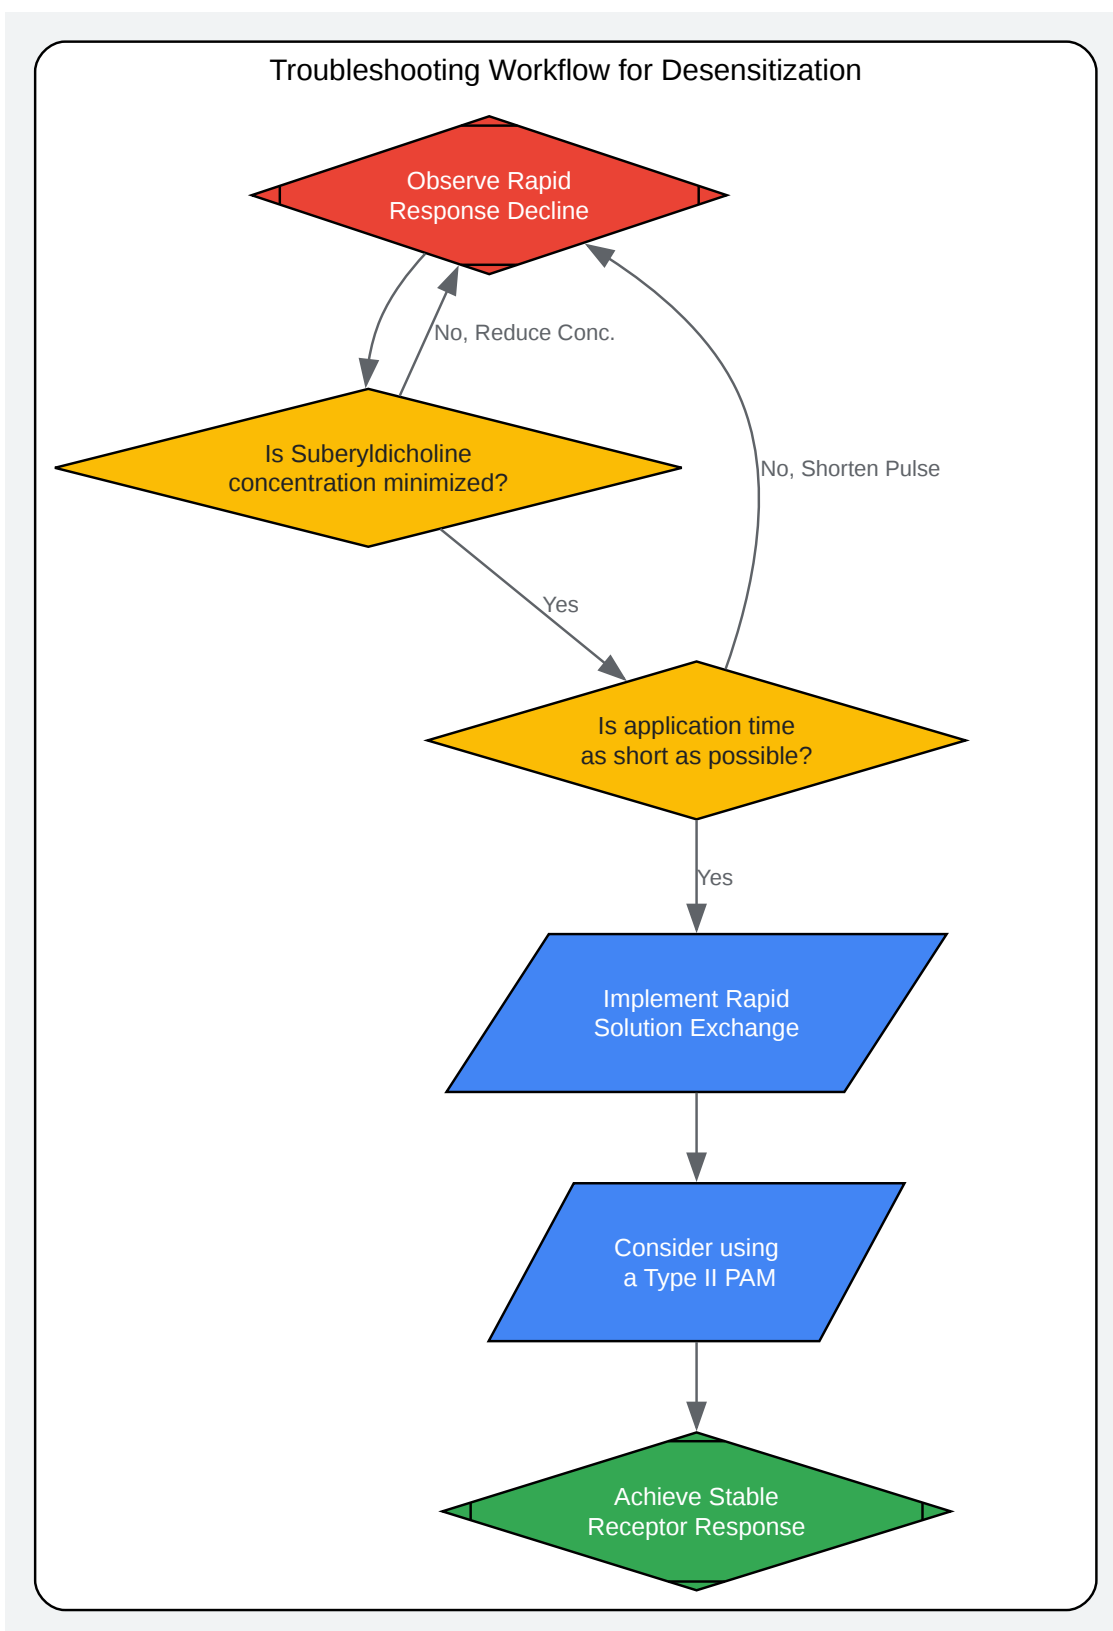 Troubleshooting Workflow for Desensitization
Observe Rapid
Response Decline
No, Reduce Conc.
Is Suberyldicholine
concentration minimized?
No, Shorten Pulse
Yes
Is application time
as short as possible?
Yes
Implement Rapid
Solution Exchange
Consider using
a Type II PAM
Achieve Stable
Receptor Response